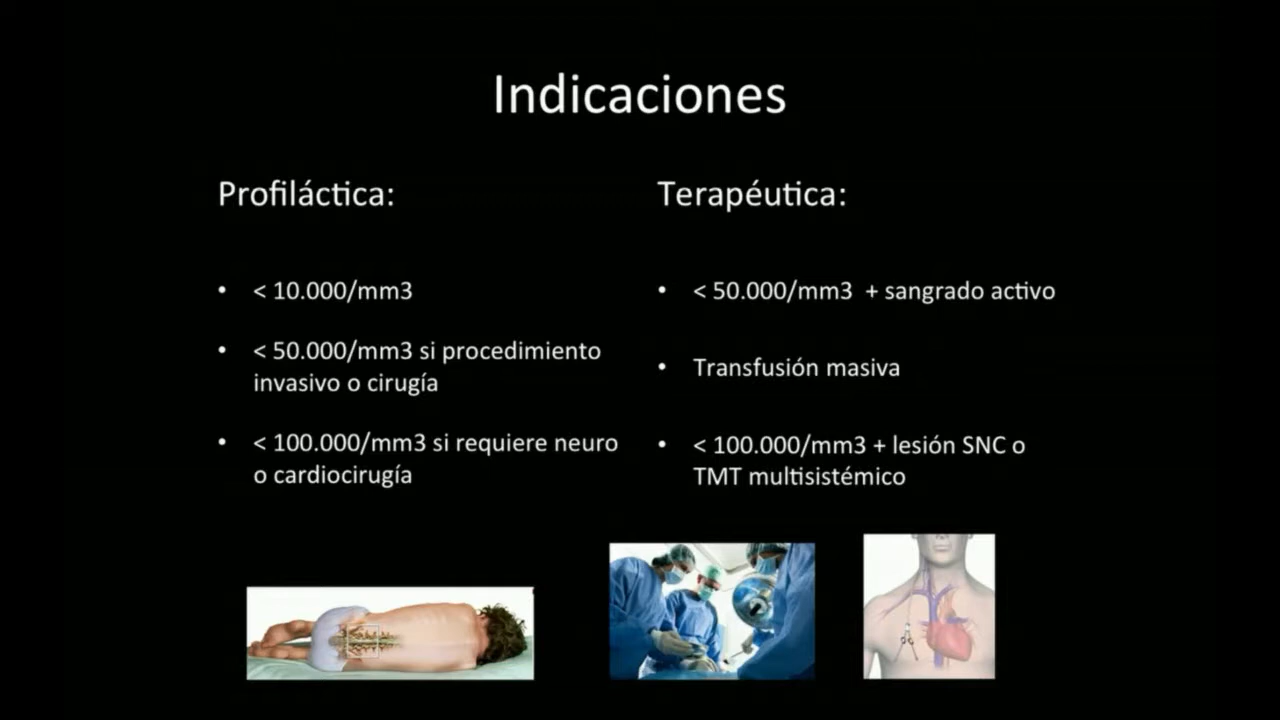 Indicaciones
Profiláctica:
• < 10.000/mm3
• < 50.000/mm3 si procedimiento
invasivo o cirugía
• < 100.000/mm3 si requiere neuro
o cardiocirugía
Terapéutica:
• < 50.000/mm3 + sangrado activo
• Transfusión masiva
• < 100.000/mm3 + lesión SNC o
TMT multisistémico